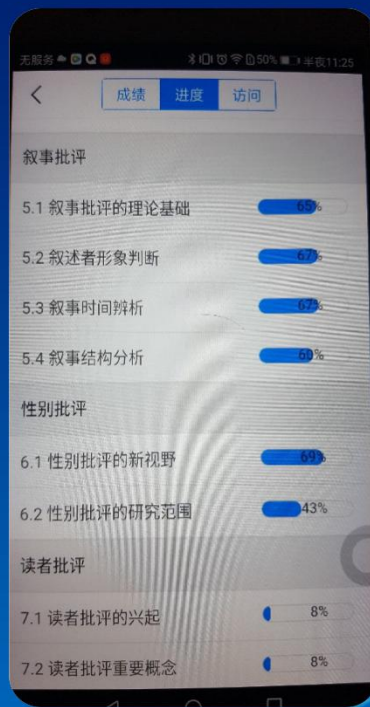 无服务 50% 半夜11:25
成绩 进度 访问
叙事批评
5.1 叙事批评的理论基础 65%
5.2 叙述者形象判断 67%
5.3 叙事时间辨析 67%
5.4 叙事结构分析 60%
性别批评
6.1 性别批评的新视野 69%
6.2 性别批评的研究范围 43%
读者批评
7.1 读者批评的兴起 8%
7.2 读者批评重要概念 8%